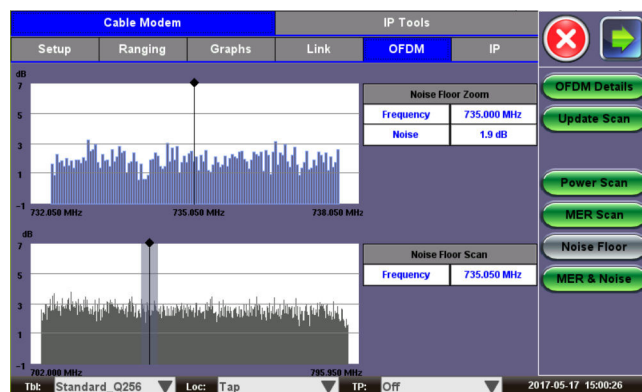 Cable Modem
IP Tools
Setup
Ranging
Graphs
Link
OFDM
IP
OFDM Details
Update Scan
Power Scan
MER Scan
Noise Floor
MER & Noise
dB
7
5
3
1
-1
732.050 MHz
735.050 MHz
738.050 MHz
Noise Floor Zoom
Frequency 735.000 MHz
Noise 1.9 dB
dB
7
5
3
1
-1
702.000 MHz
795.950 MHz
Noise Floor Scan
Frequency 735.050 MHz
Tbl: Standard_Q256 Loc: Tap TP: Off 2017-05-17 15:00:26